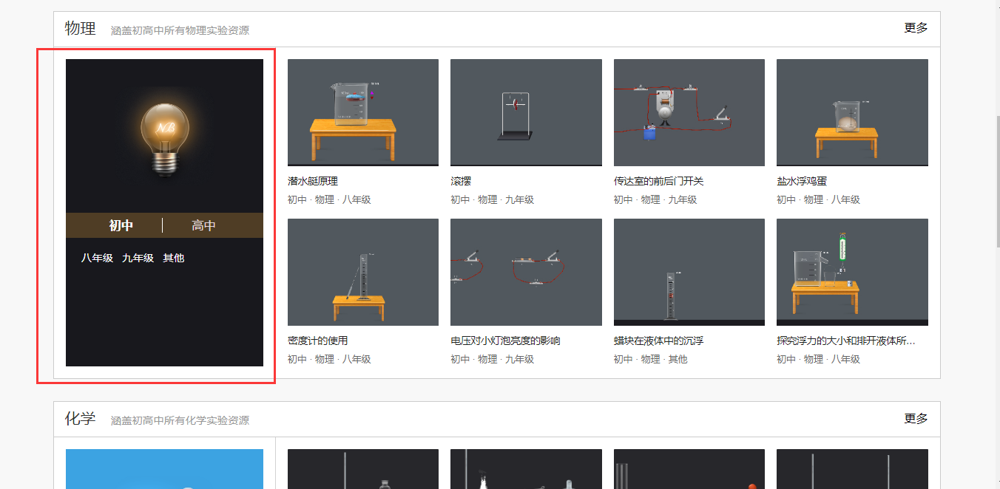 物理 涵盖初高中所有物理实验资源 更多
NB
初中 高中
八年级 九年级 其他
潜水艇原理
初中 · 物理 · 八年级
滚摆
初中 · 物理 · 九年级
传达室的前后门开关
初中 · 物理 · 九年级
盐水浮鸡蛋
初中 · 物理 · 八年级
密度计的使用
初中 · 物理 · 八年级
电压对小灯泡亮度的影响
初中 · 物理 · 九年级
蜡块在液体中的沉浮
初中 · 物理 · 其他
探究浮力的大小和排开液体所...
初中 · 物理 · 八年级
化学 涵盖初高中所有化学实验资源 更多